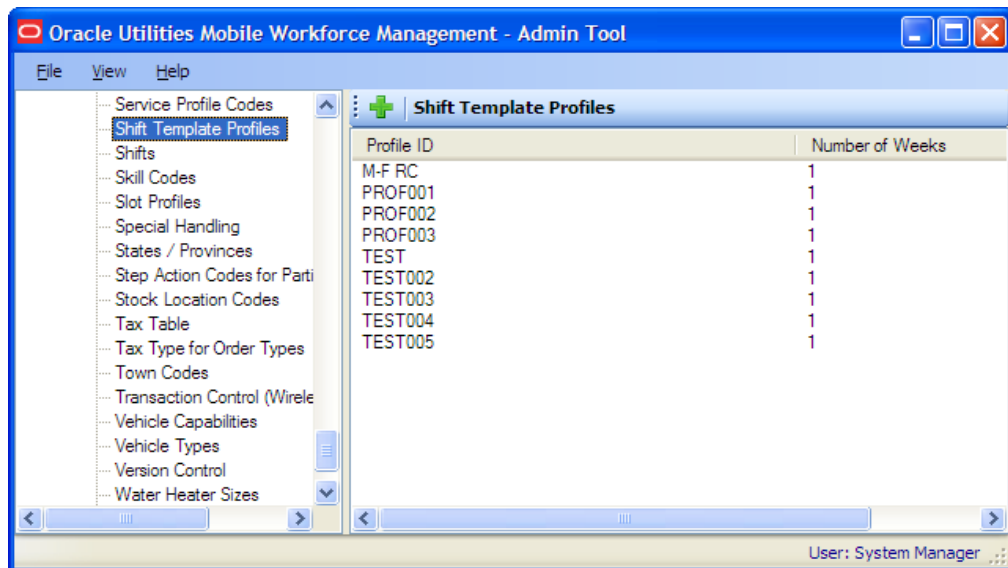 Oracle Utilities Mobile Workforce Management - Admin Tool
File View Help
Service Profile Codes
Shift Template Profiles
Shifts
Skill Codes
Slot Profiles
Special Handling
States / Provinces
Step Action Codes for Parti
Stock Location Codes
Tax Table
Tax Type for Order Types
Town Codes
Transaction Control (Wirele
Vehicle Capabilities
Vehicle Types
Version Control
Water Heater Sizes
Shift Template Profiles
Profile ID Number of Weeks
M-F RC 1
PROF001 1
PROF002 1
PROF003 1
TEST 1
TEST002 1
TEST003 1
TEST004 1
TEST005 1
User: System Manager